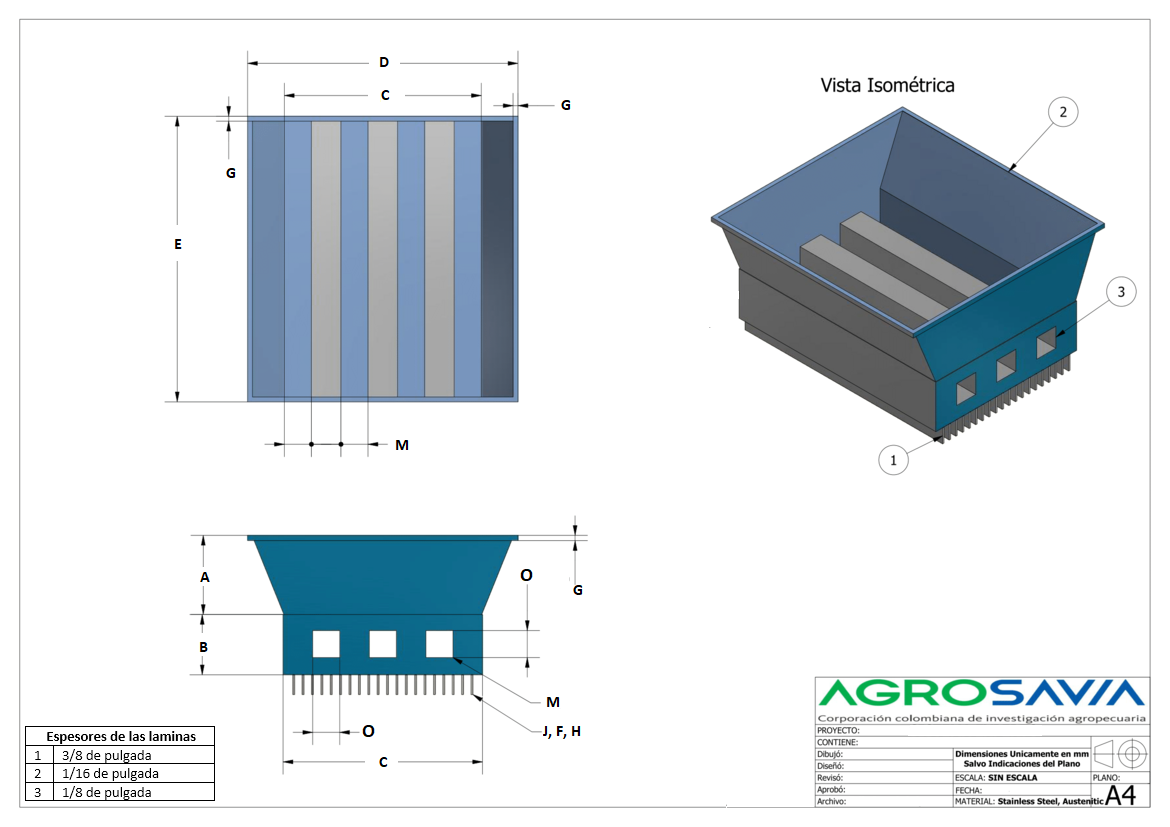 D
C
G
G
E
M
Vista Isométrica
2
3
1
A
B
O
G
M
J, F, H
O
C
Espesores de las laminas
1 3/8 de pulgada
2 1/16 de pulgada
3 1/8 de pulgada
AGROSAVIA
Corporación colombiana de investigación agropecuaria
PROYECTO:
CONTIENE:
Dibujó:
Diseñó:
Revisó:
Aprobó:
Archivo:
Dimensiones Unicamente en mm
Salvo Indicaciones del Plano
ESCALA: SIN ESCALA
FECHA:
MATERIAL: Stainless Steel, Austenitic
PLANO:
A4